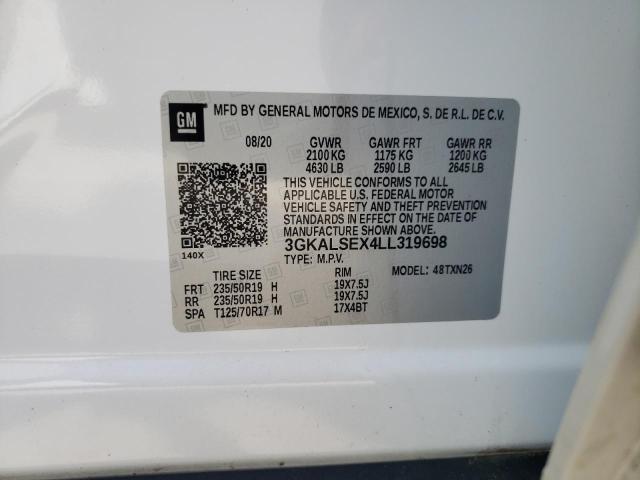 GM MFD BY GENERAL MOTORS DE MEXICO, S. DE R.L. DE C.V.
08/20 GVWR GAWR FRT GAWR RR
2100 KG 1175 KG 1200 KG
4630 LB 2590 LB 2645 LB
THIS VEHICLE CONFORMS TO ALL
APPLICABLE U.S. FEDERAL MOTOR
VEHICLE SAFETY AND THEFT PREVENTION
STANDARDS IN EFFECT ON THE DATE OF
MANUFACTURE SHOWN ABOVE.
140X 3GKALSEX4LL319698
TYPE: M.P.V. MODEL: 48TXN26
TIRE SIZE RIM
FRT 235/50R19 H 19X7.5J
RR 235/50R19 H 19X7.5J
SPA T125/70R17 M 17X4BT